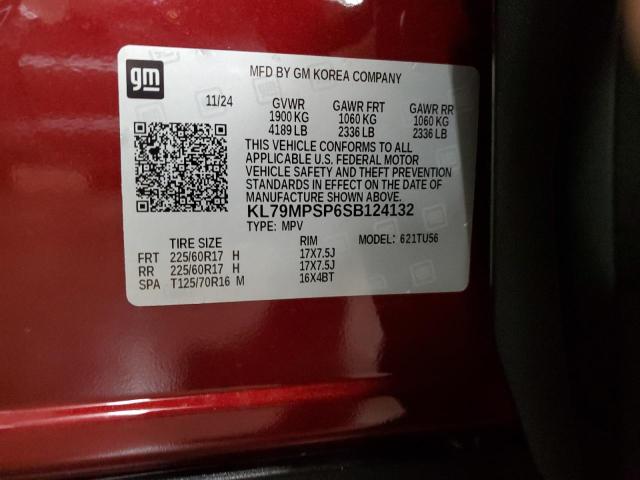 gm
MFD BY GM KOREA COMPANY
11/24 GVWR GAWR FRT GAWR RR
1900 KG 1060 KG 1060 KG
4189 LB 2336 LB 2336 LB
THIS VEHICLE CONFORMS TO ALL
APPLICABLE U.S. FEDERAL MOTOR
VEHICLE SAFETY STANDARDS
IN EFFECT ON THE DATE OF
MANUFACTURE SHOWN ABOVE.
KL79MPSP6SB124132
TYPE: MPV
TIRE SIZE RIM MODEL: 621TU56
FRT 225/60R17 H 17X7.5J
RR 225/60R17 H 17X7.5J
SPA T125/70R16 M 16X4BT